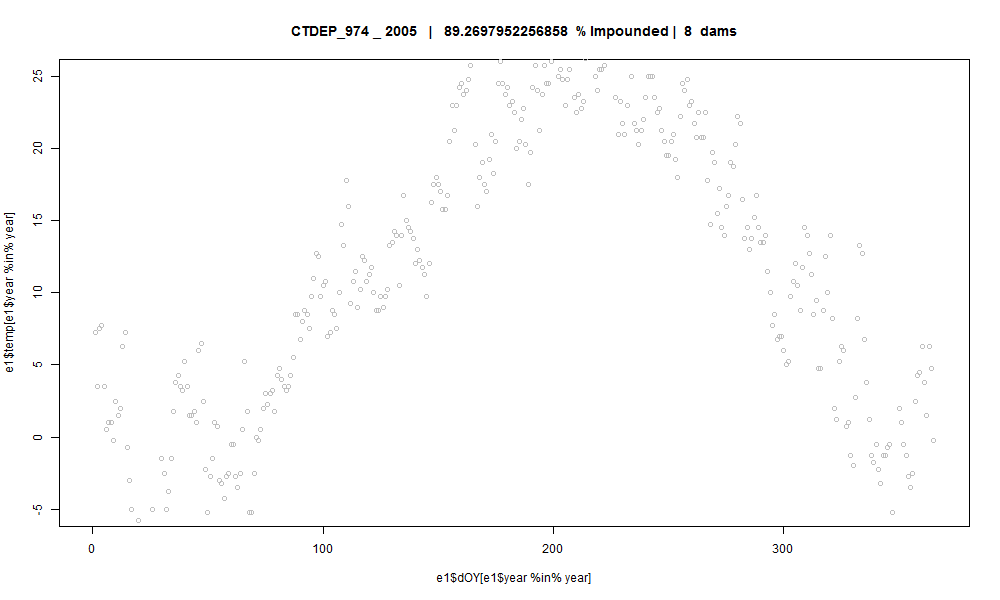 CTDEP_974 _ 2005 | 89.2697952256858 % Impounded | 8 dams
e1$temp[e1$year %in% year]
25
20
15
10
5
0
-5
0 100 200 300
e1$dOY[e1$year %in% year]